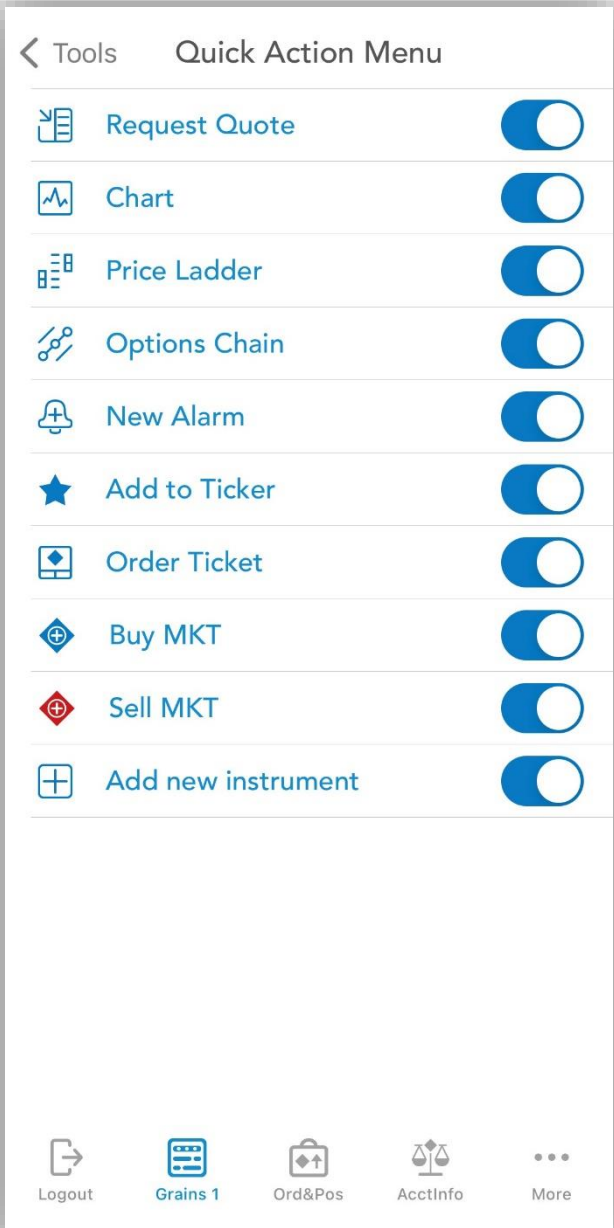 Tools Quick Action Menu
Request Quote
Chart
Price Ladder
Options Chain
New Alarm
Add to Ticker
Order Ticket
Buy MKT
Sell MKT
Add new instrument
Logout Grains 1 Ord&Pos AcctInfo More